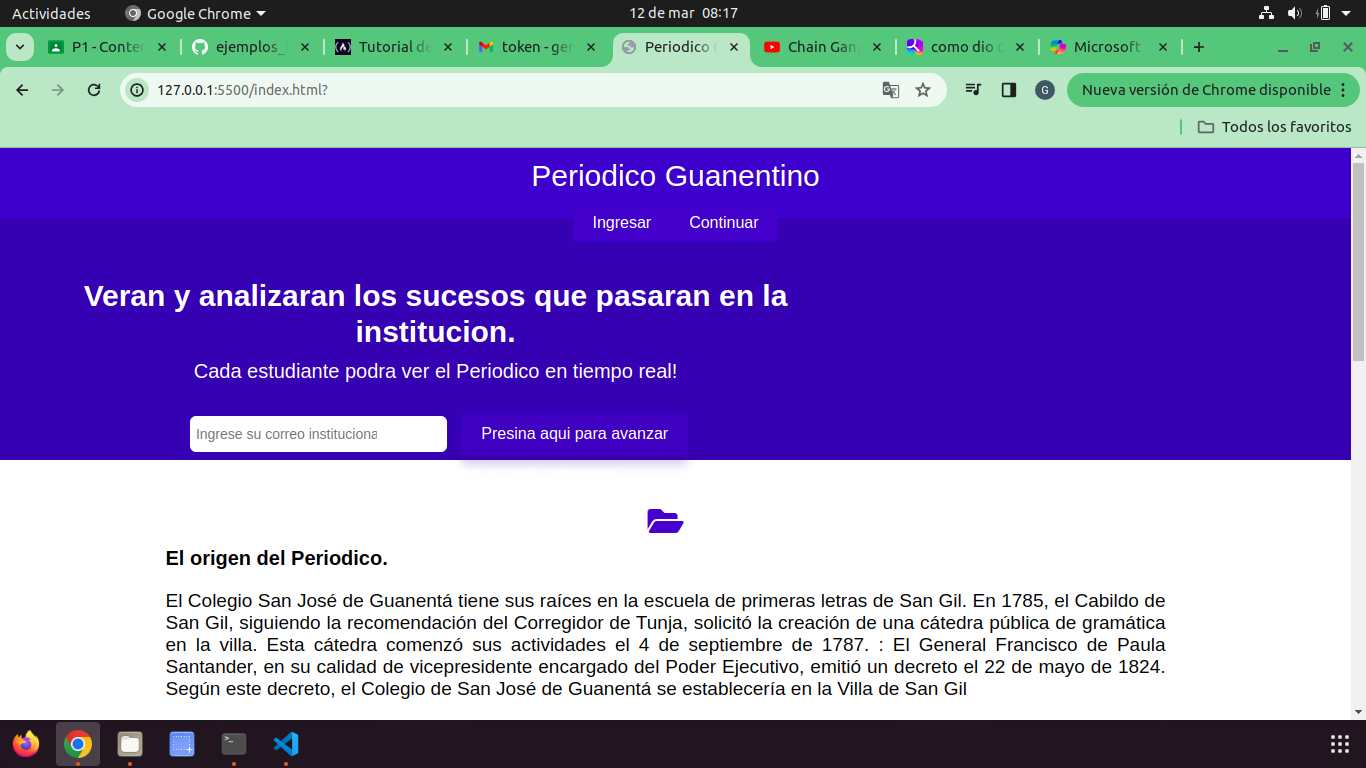 Actividades Google Chrome 12 de mar 08:17
P1 - Conter ejemplos_ Tutorial de token - ger Periodico G Chain Gan como dio c Microsoft
127.0.0.1:5500/index.html? G Nueva versión de Chrome disponible
Todos los favoritos
Periodico Guanentino
Ingresar Continuar
Veran y analizaran los sucesos que pasaran en la
institucion.
Cada estudiante podra ver el Periodico en tiempo real!
Ingrese su correo instituciona Presina aqui para avanzar
El origen del Periodico.
El Colegio San José de Guanentá tiene sus raíces en la escuela de primeras letras de San Gil. En 1785, el Cabildo de
San Gil, siguiendo la recomendación del Corregidor de Tunja, solicitó la creación de una cátedra pública de gramática
en la villa. Esta cátedra comenzó sus actividades el 4 de septiembre de 1787. : El General Francisco de Paula
Santander, en su calidad de vicepresidente encargado del Poder Ejecutivo, emitió un decreto el 22 de mayo de 1824.
Según este decreto, el Colegio de San José de Guanentá se establecería en la Villa de San Gil